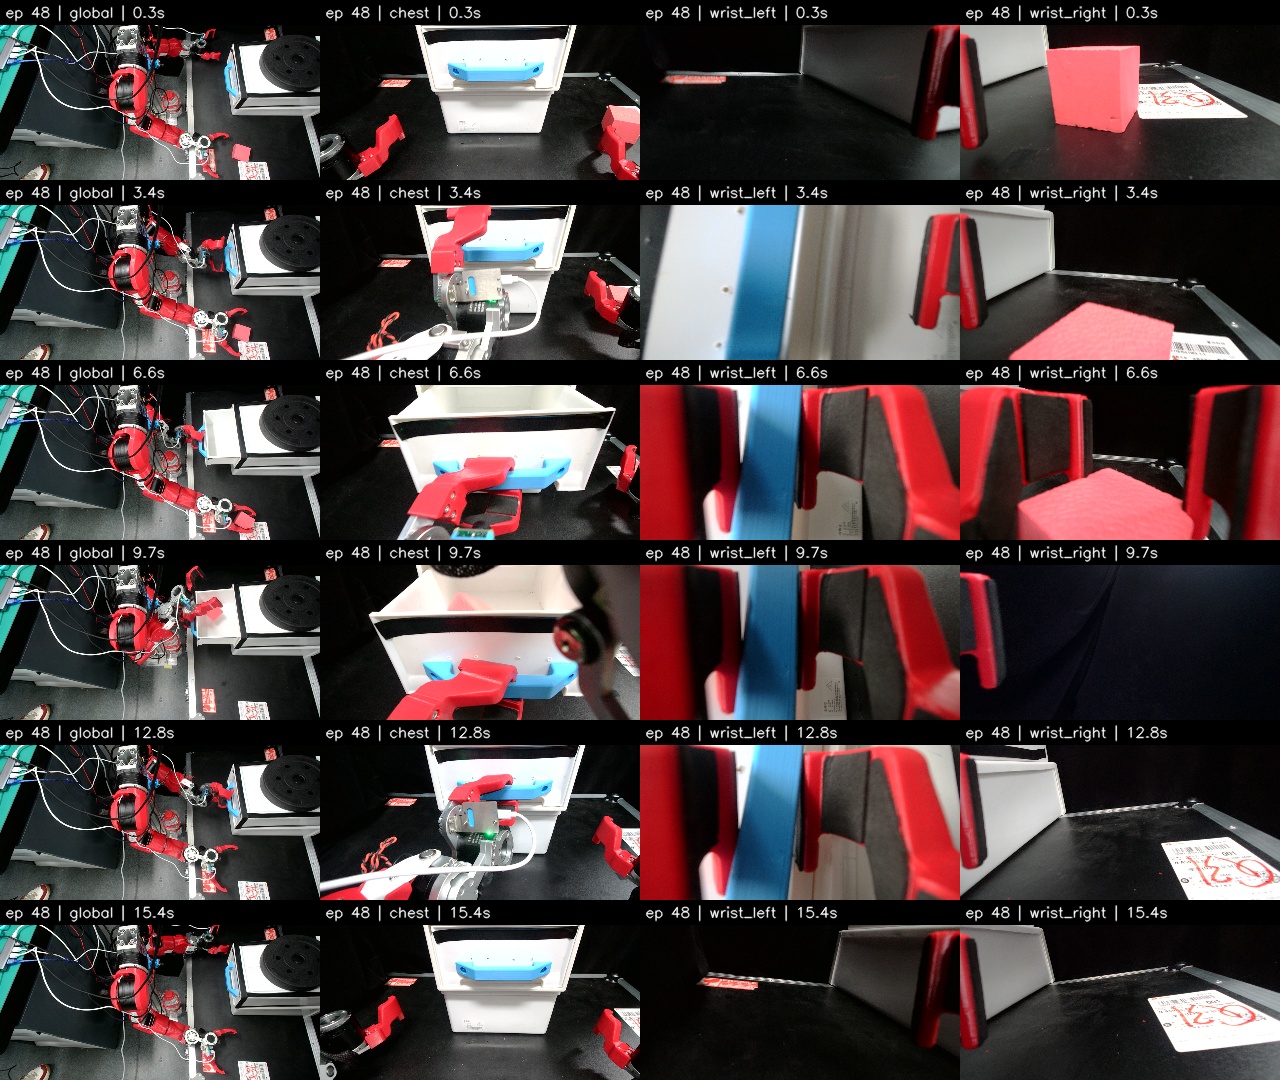 ep 48 | global | 0.3s
ep 48 | chest | 0.3s
ep 48 | wrist_left | 0.3s
ep 48 | wrist_right | 0.3s
ep 48 | global | 3.4s
ep 48 | chest | 3.4s
ep 48 | wrist_left | 3.4s
ep 48 | wrist_right | 3.4s
ep 48 | global | 6.6s
ep 48 | chest | 6.6s
ep 48 | wrist_left | 6.6s
ep 48 | wrist_right | 6.6s
ep 48 | global | 9.7s
ep 48 | chest | 9.7s
ep 48 | wrist_left | 9.7s
ep 48 | wrist_right | 9.7s
ep 48 | global | 12.8s
ep 48 | chest | 12.8s
ep 48 | wrist_left | 12.8s
ep 48 | wrist_right | 12.8s
ep 48 | global | 15.4s
ep 48 | chest | 15.4s
ep 48 | wrist_left | 15.4s
ep 48 | wrist_right | 15.4s